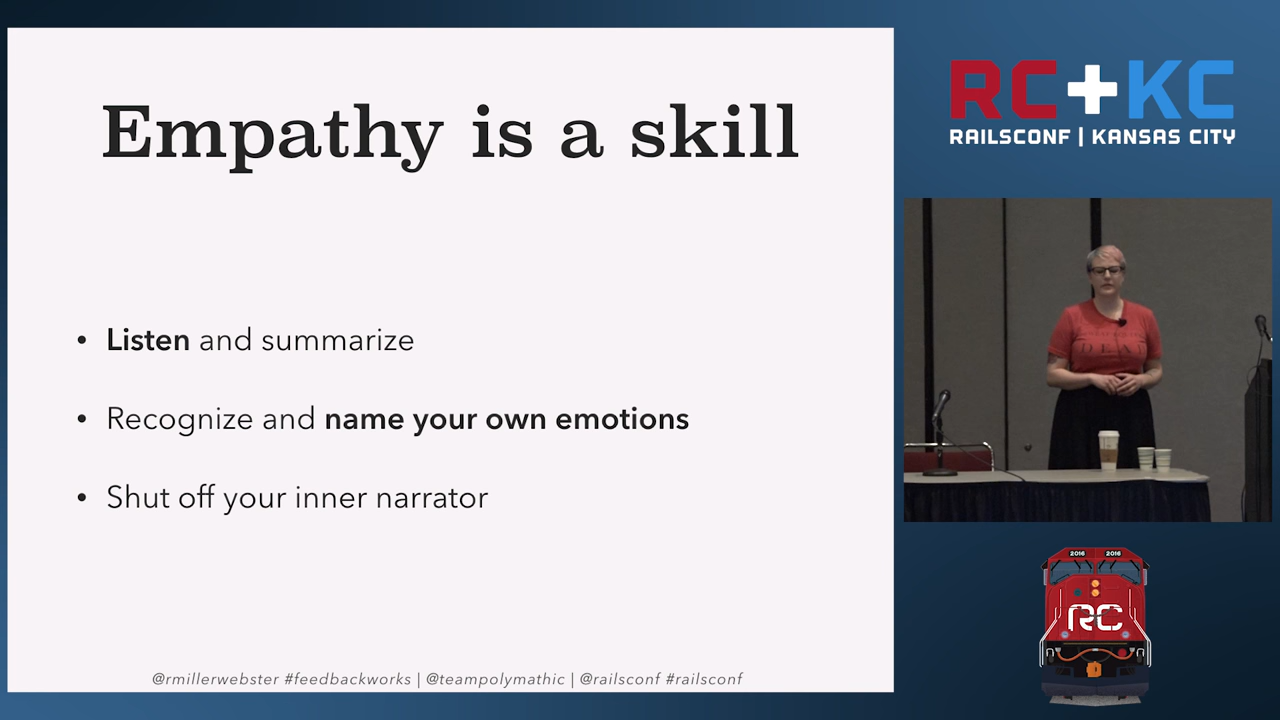 Empathy is a skill
• Listen and summarize
• Recognize and name your own emotions
• Shut off your inner narrator
@rmillerwebster #feedbackworks | @teampolymathic | @railsconf #railsconf
RC+KC
RAILSCONF | KANSAS CITY
2016 2016
RC